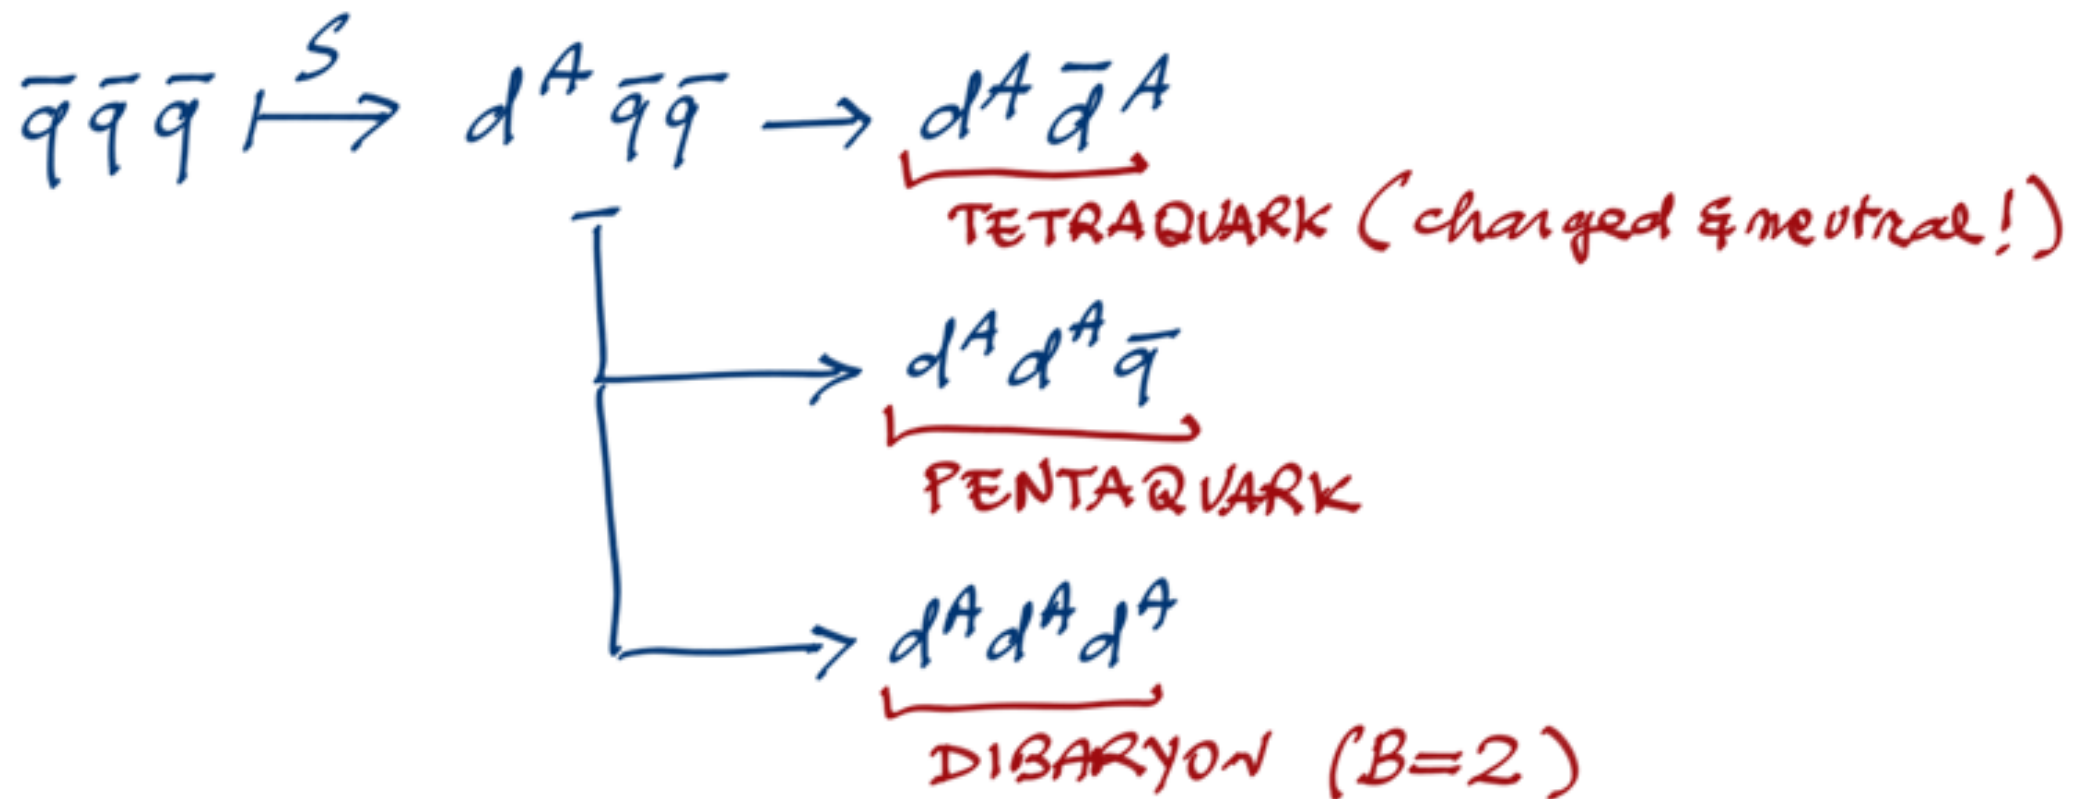 q̄ q̄ q̄ ⟼ S d^A q̄ q̄ → d^A d̄^A
TETRAQUARK (charged & neutral!)
→ d^A d^A q̄
PENTAQUARK
→ d^A d^A d^A
DIBARYON (B=2)